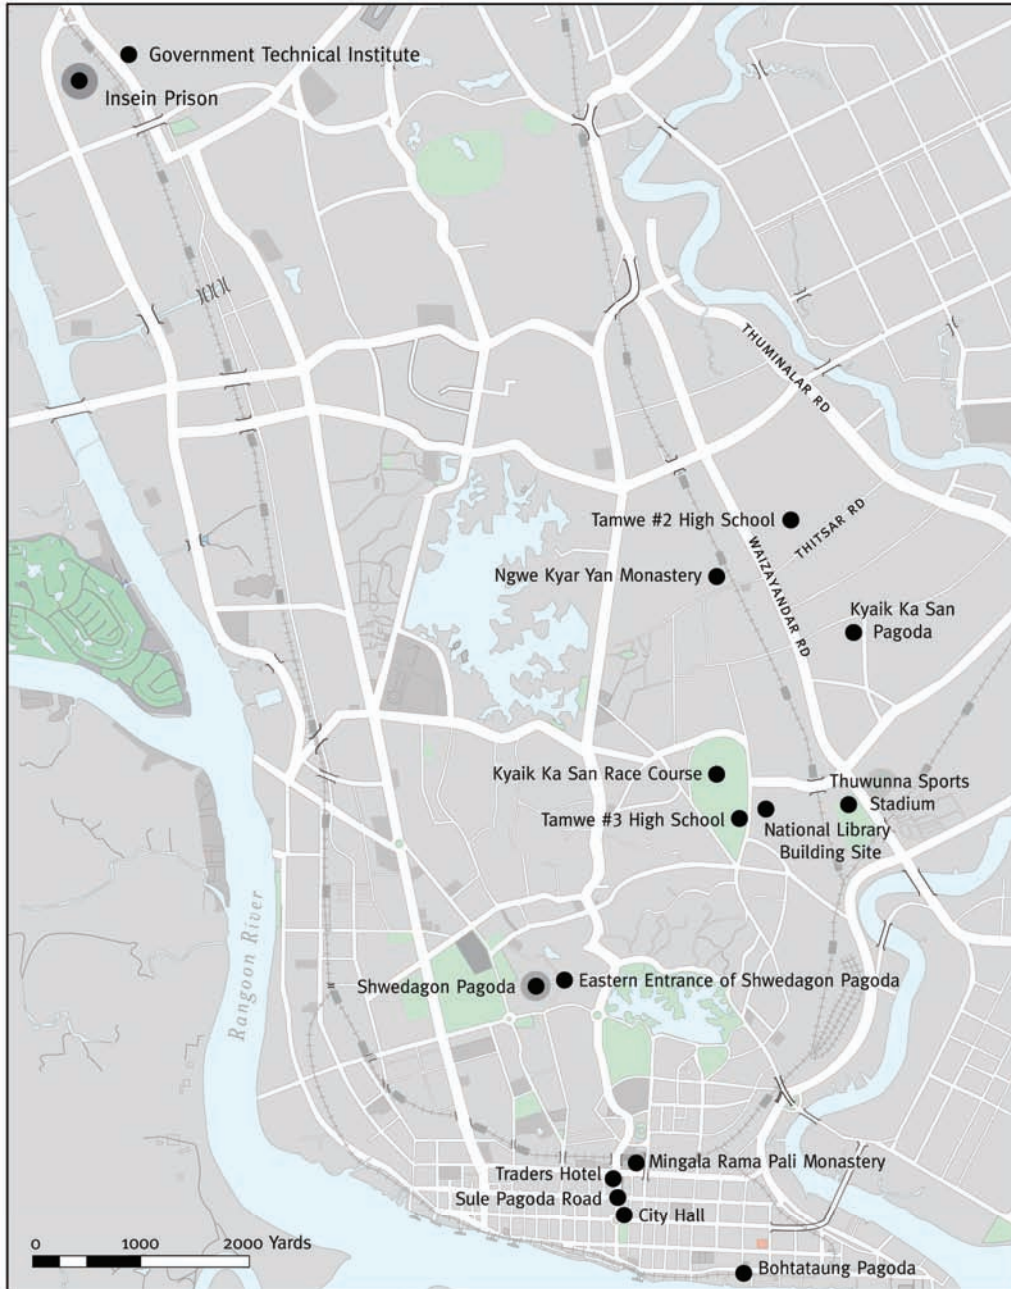 Government Technical Institute
Insein Prison
THUMINALAR RD
Tamwe #2 High School
THITSAR RD
Ngwe Kyar Yan Monastery
WAIZAYANDAR RD
Kyaik Ka San
Pagoda
Kyaik Ka San Race Course
Thuwunna Sports
Stadium
Tamwe #3 High School
National Library
Building Site
Rangoon River
Shwedagon Pagoda
Eastern Entrance of Shwedagon Pagoda
Mingala Rama Pali Monastery
Traders Hotel
Sule Pagoda Road
City Hall
0 1000 2000 Yards
Bohtataung Pagoda